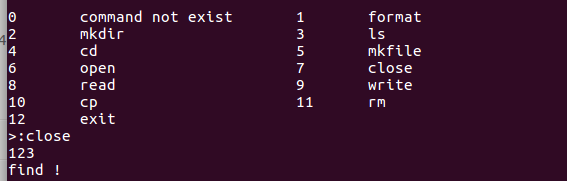 0 command not exist 1 format
2 mkdir 3 ls
4 cd 5 mkfile
6 open 7 close
8 read 9 write
10 cp 11 rm
12 exit
>:close
123
find !